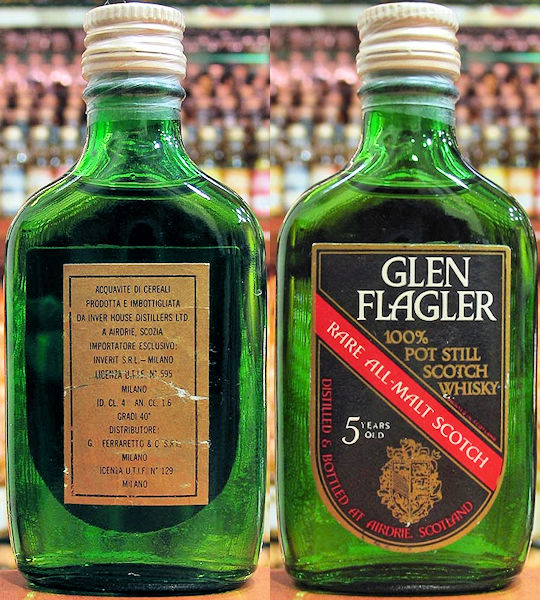 ACQUAVITE DI CEREALI
PRODOTTA E IMBOTTIGLIATA
DA INVER HOUSE DISTILLERS LTD.
A AIRDRIE, SCOZIA
IMPORTATORE ESCLUSIVO:
INVERIT S.R.L. – MILANO
LICENZA U.T.I.F. N° 595
MILANO
ID. CL. 4 AN. CL. 1.6
GRADI 40°
DISTRIBUTORE:
G. FERRARETTO & C. S.R.L.
MILANO
ICENZA U.T.I.F. N° 129
MILANO
GLEN
FLAGLER
100%
POT STILL
SCOTCH
WHISKY
RARE ALL-MALT SCOTCH
5 YEARS
OLD
DISTILLED & BOTTLED AT AIRDRIE, SCOTLAND